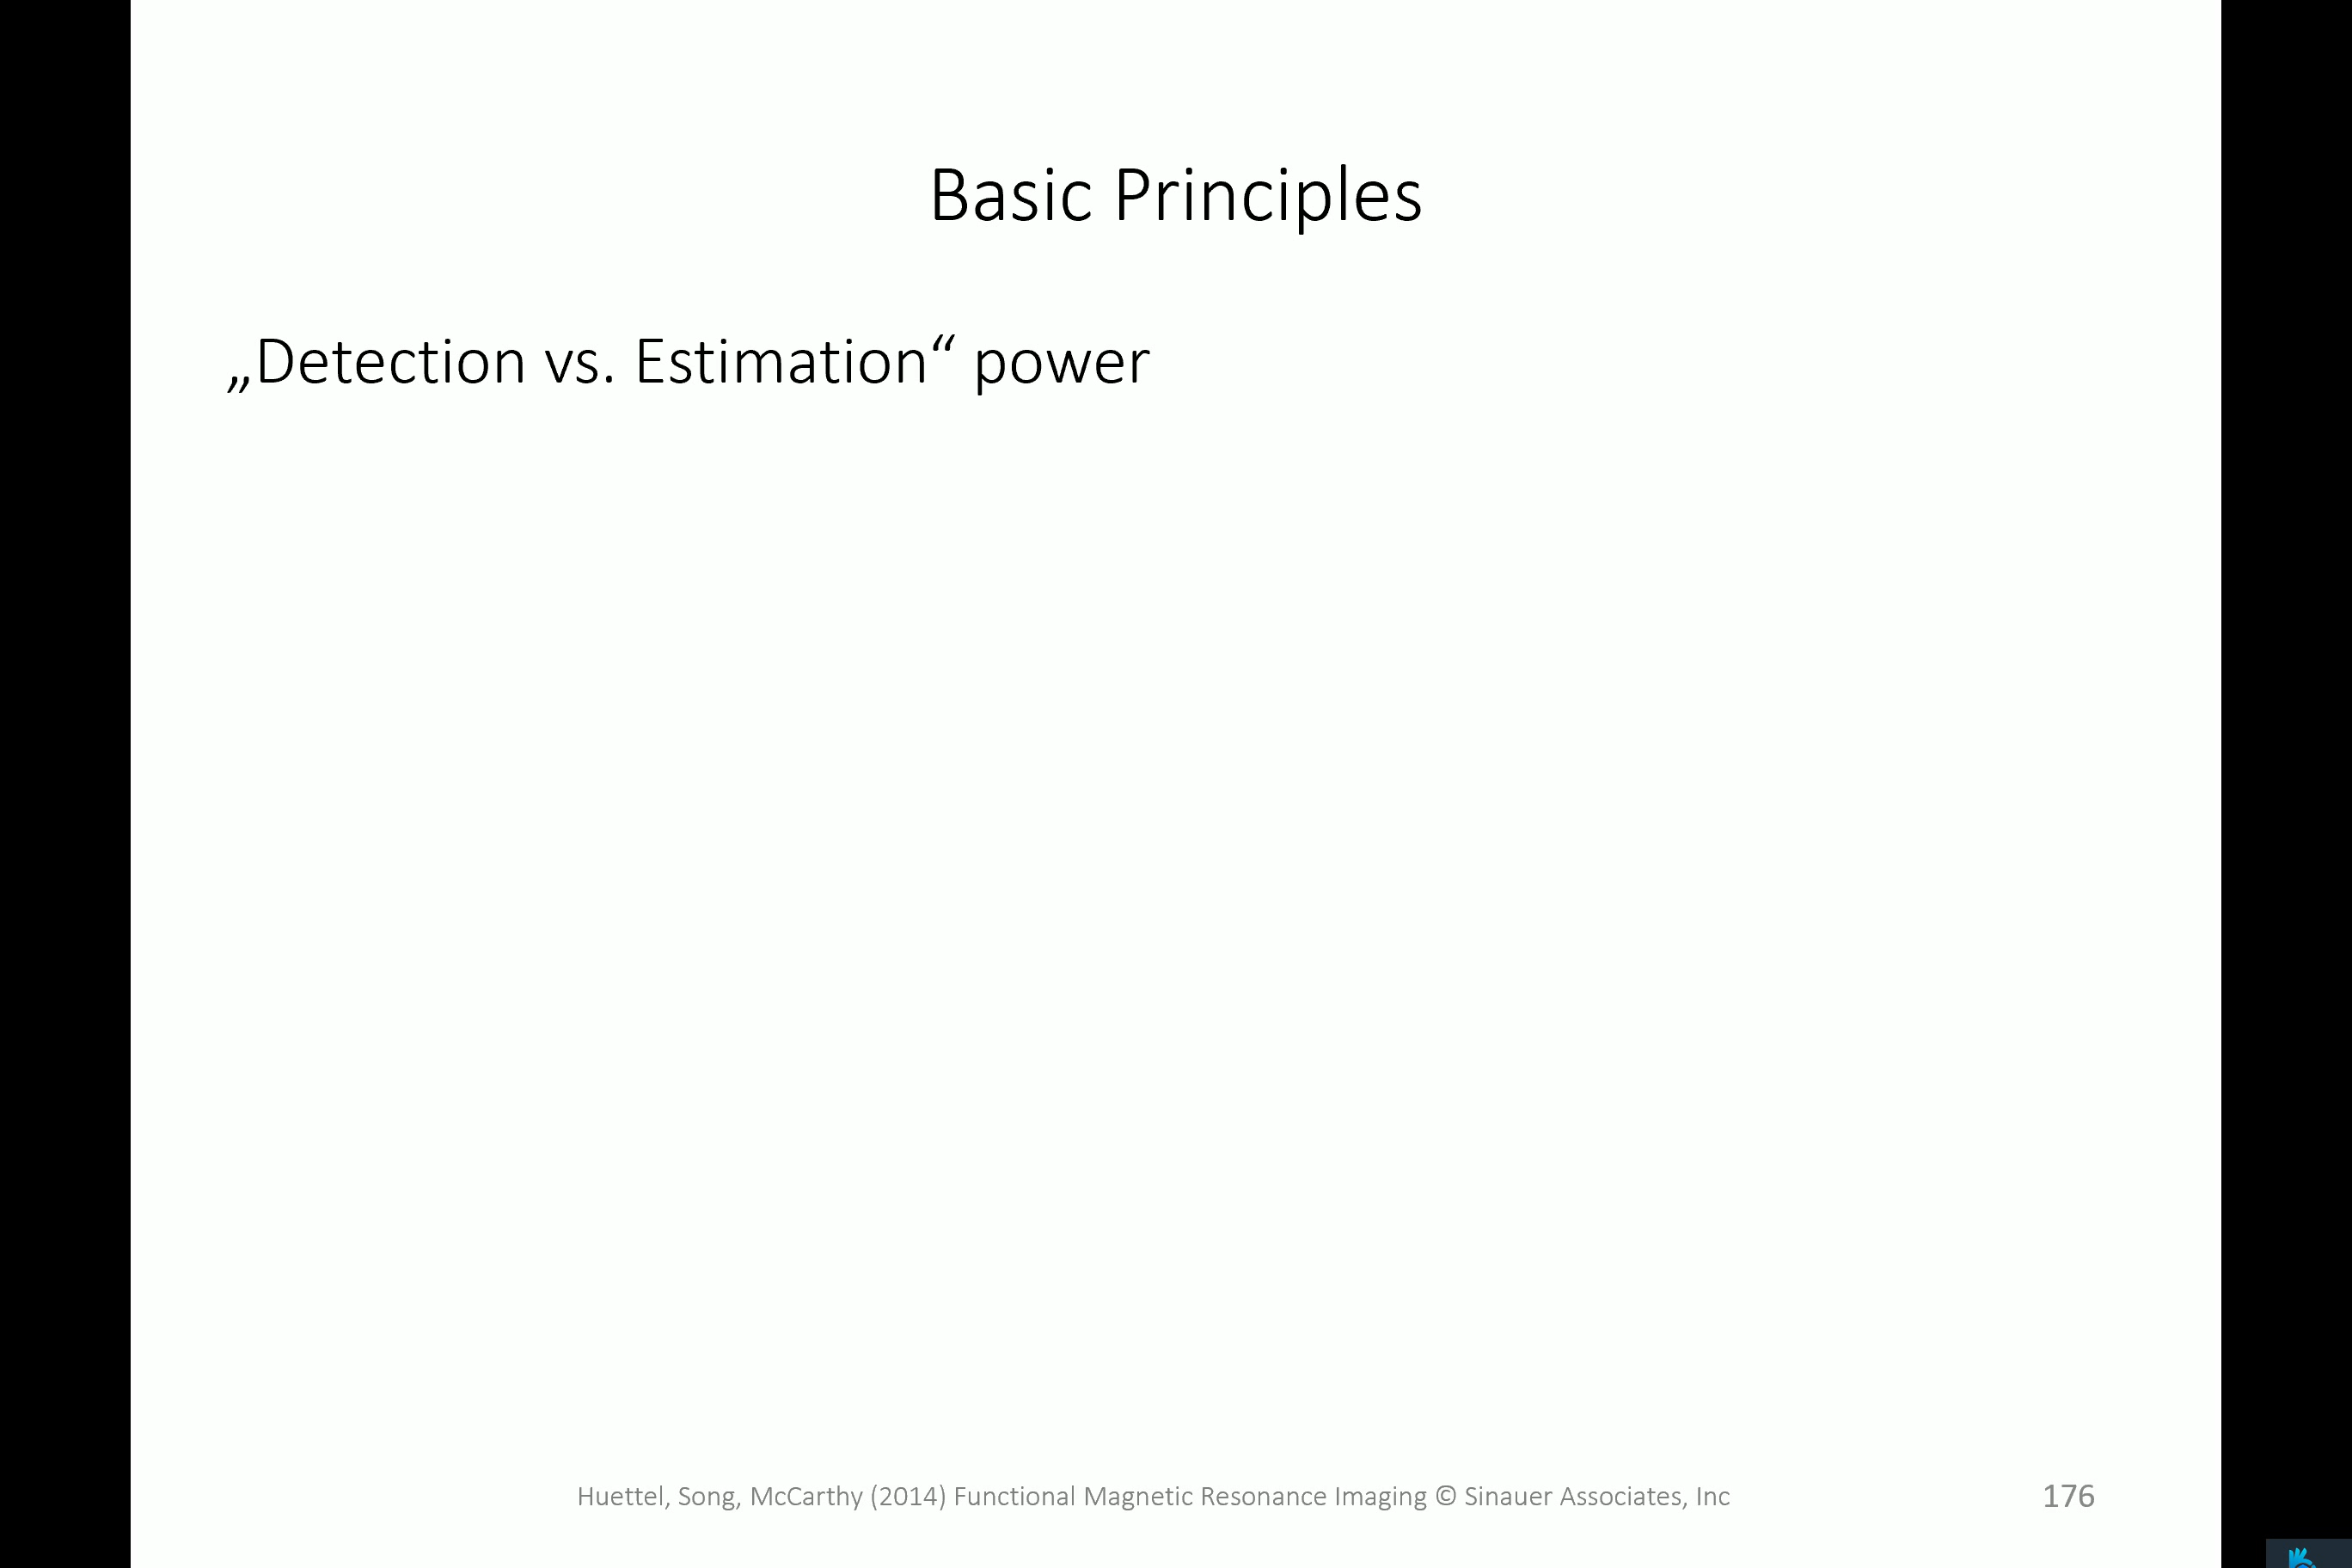 Basic Principles
„Detection vs. Estimation“ power
Huettel, Song, McCarthy (2014) Functional Magnetic Resonance Imaging © Sinauer Associates, Inc
176